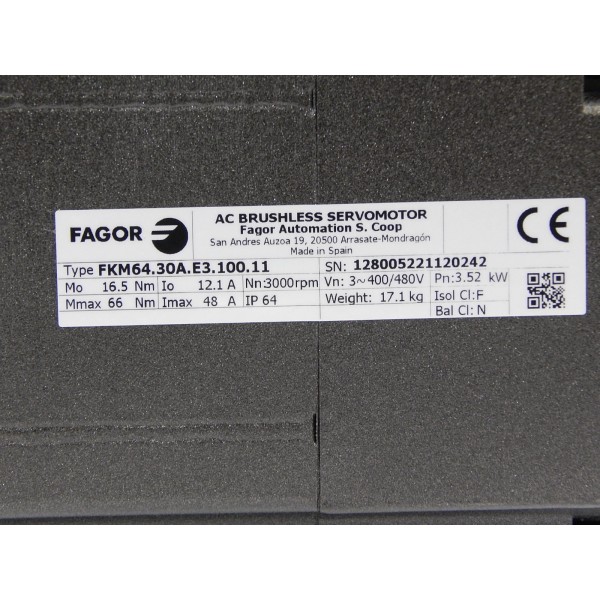 FAGOR
AC BRUSHLESS SERVOMOTOR
Fagor Automation S. Coop
San Andres Auzoa 19, 20500 Arrasate-Mondragón
Made in Spain
CE
Type FKM64.30A.E3.100.11 SN: 128005221120242
Mo 16.5 Nm Io 12.1 A Nn:3000rpm Vn: 3~400/480V Pn:3.52 kW
Mmax 66 Nm Imax 48 A IP 64 Weight: 17.1kg Isol Cl:F
Bal Cl: N